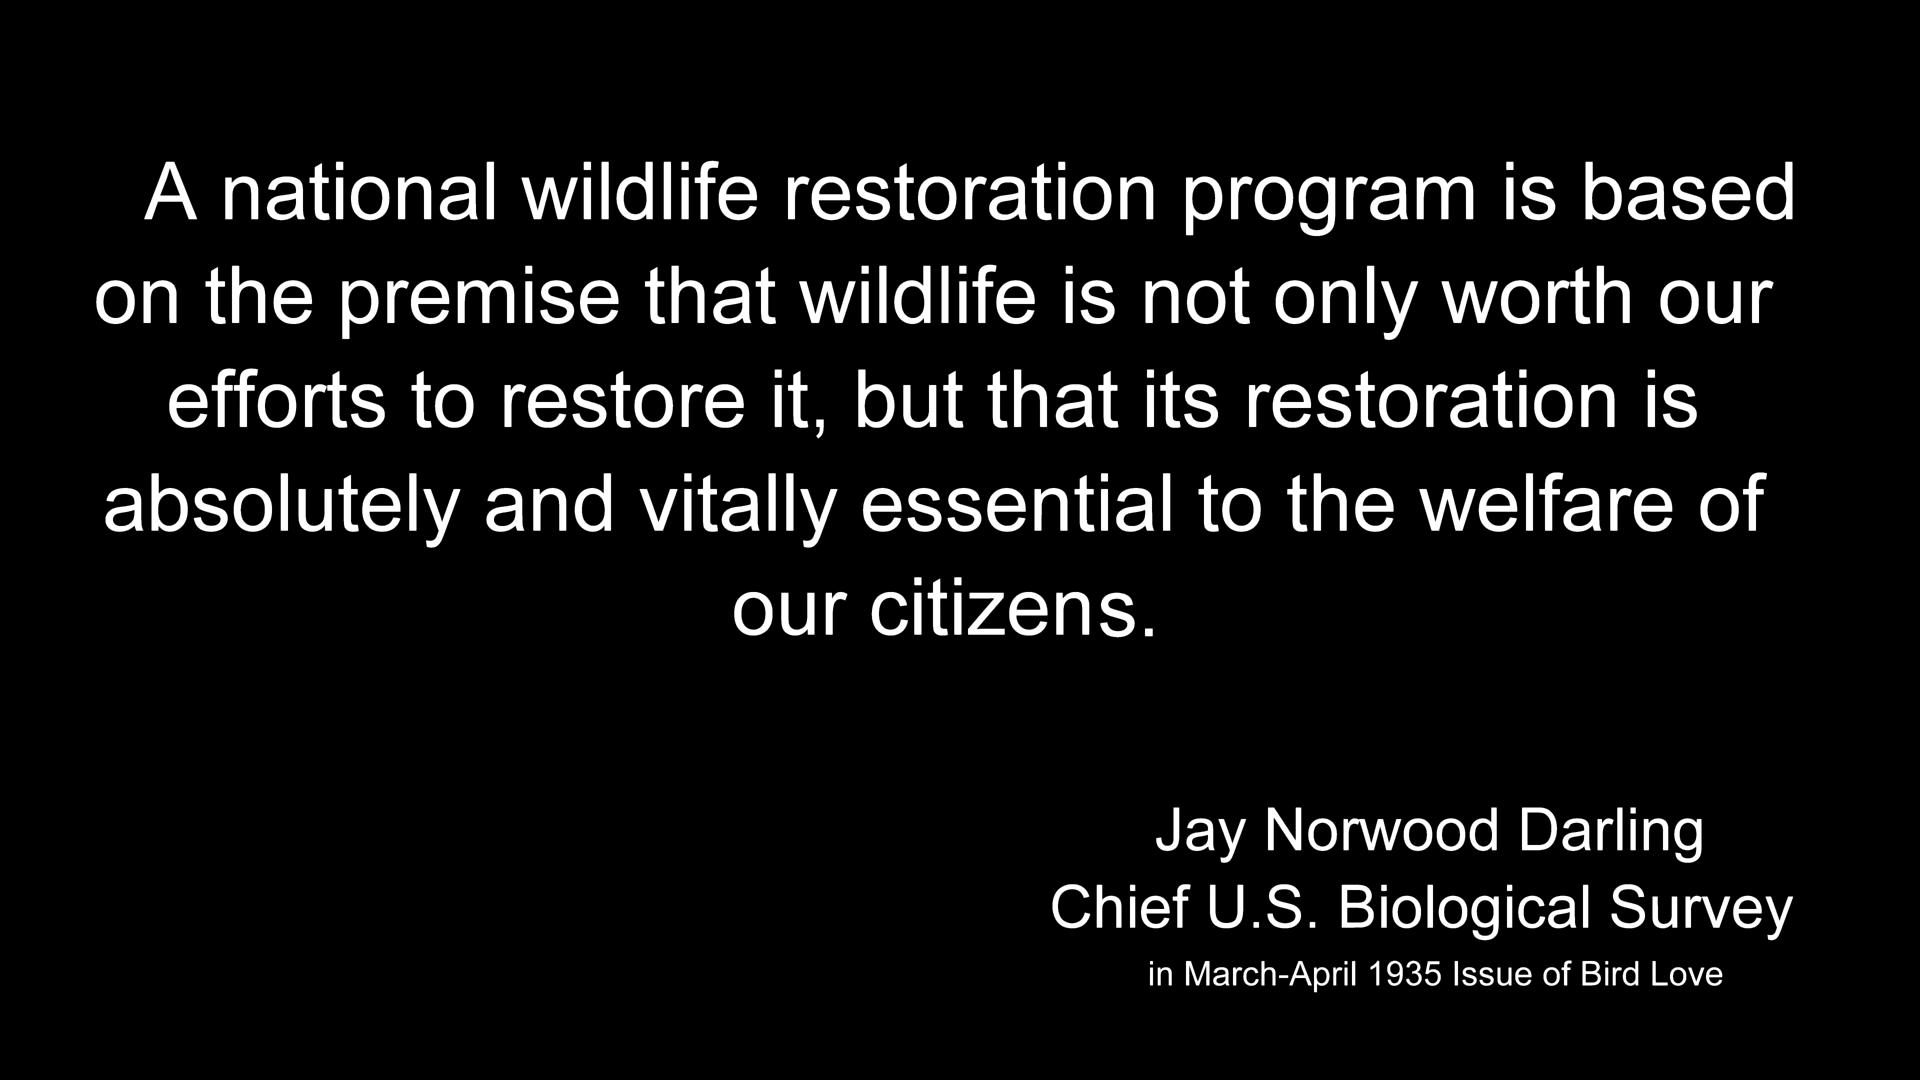 A national wildlife restoration program is based
on the premise that wildlife is not only worth our
efforts to restore it, but that its restoration is
absolutely and vitally essential to the welfare of
our citizens.
Jay Norwood Darling
Chief U.S. Biological Survey
in March-April 1935 Issue of Bird Love